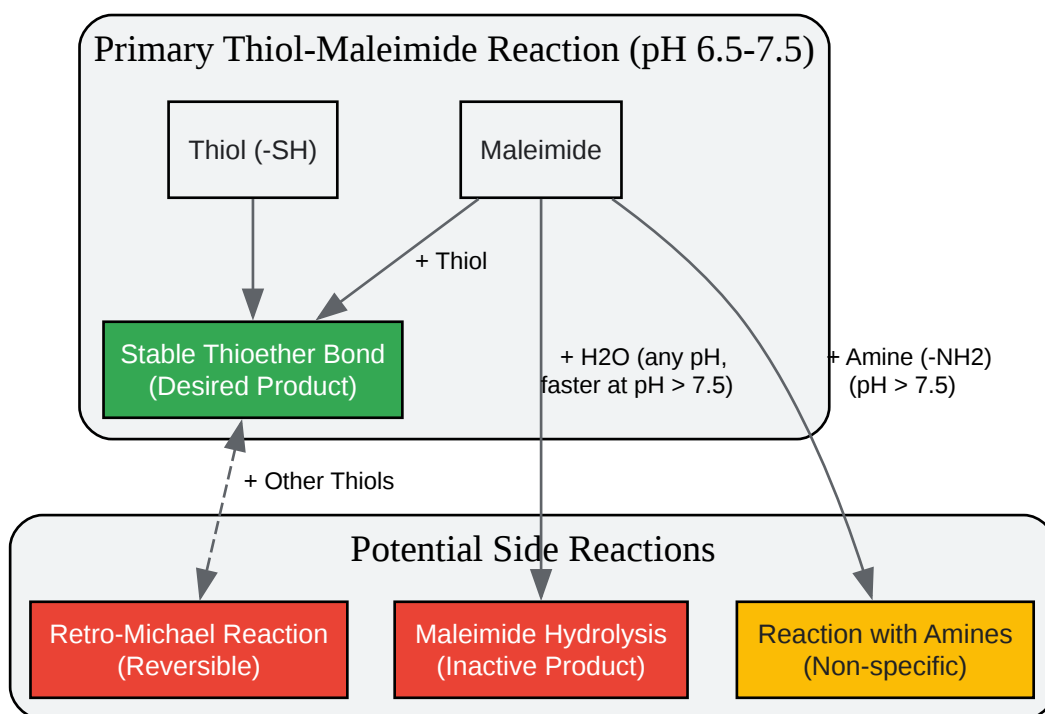 Primary Thiol-Maleimide Reaction (pH 6.5-7.5)
Thiol (-SH)
Maleimide
+ Thiol
Stable Thioether Bond
(Desired Product)
+ H2O (any pH,
faster at pH > 7.5)
+ Amine (-NH2)
(pH > 7.5)
+ Other Thiols
Potential Side Reactions
Retro-Michael Reaction
(Reversible)
Maleimide Hydrolysis
(Inactive Product)
Reaction with Amines
(Non-specific)